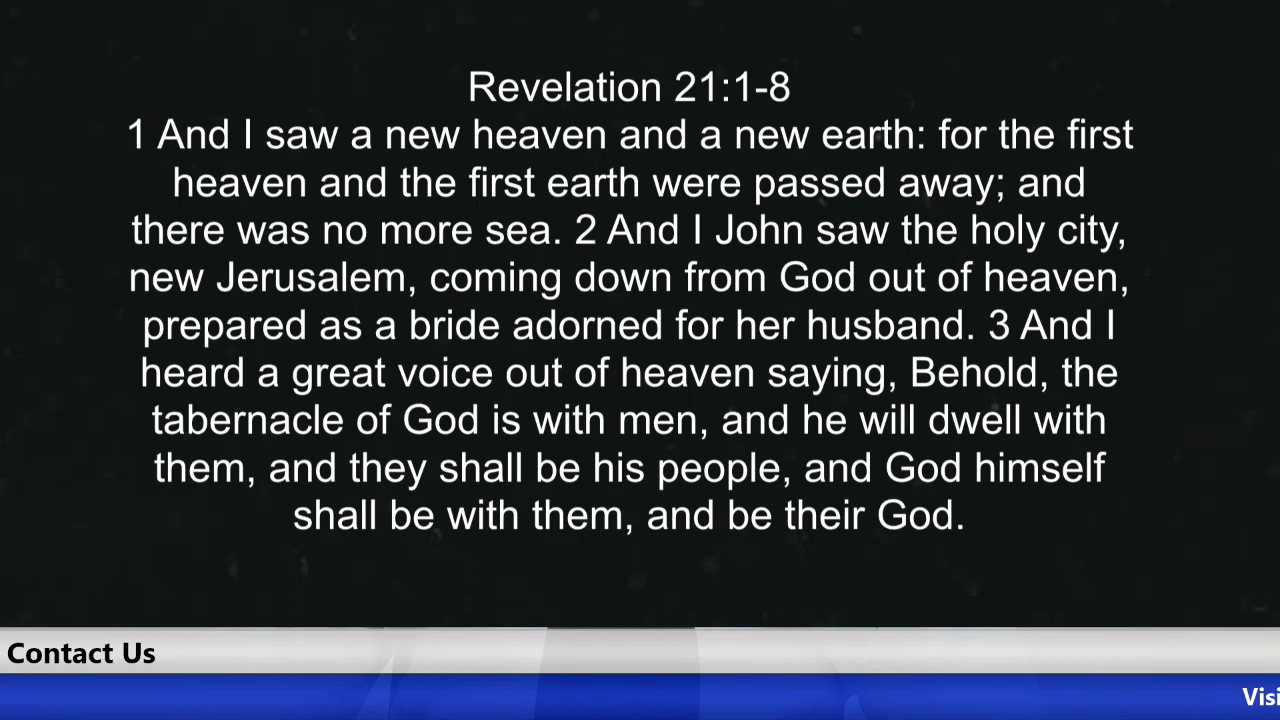 Revelation 21:1-8
1 And I saw a new heaven and a new earth: for the first
heaven and the first earth were passed away; and
there was no more sea. 2 And I John saw the holy city,
new Jerusalem, coming down from God out of heaven,
prepared as a bride adorned for her husband. 3 And I
heard a great voice out of heaven saying, Behold, the
tabernacle of God is with men, and he will dwell with
them, and they shall be his people, and God himself
shall be with them, and be their God.
Contact Us